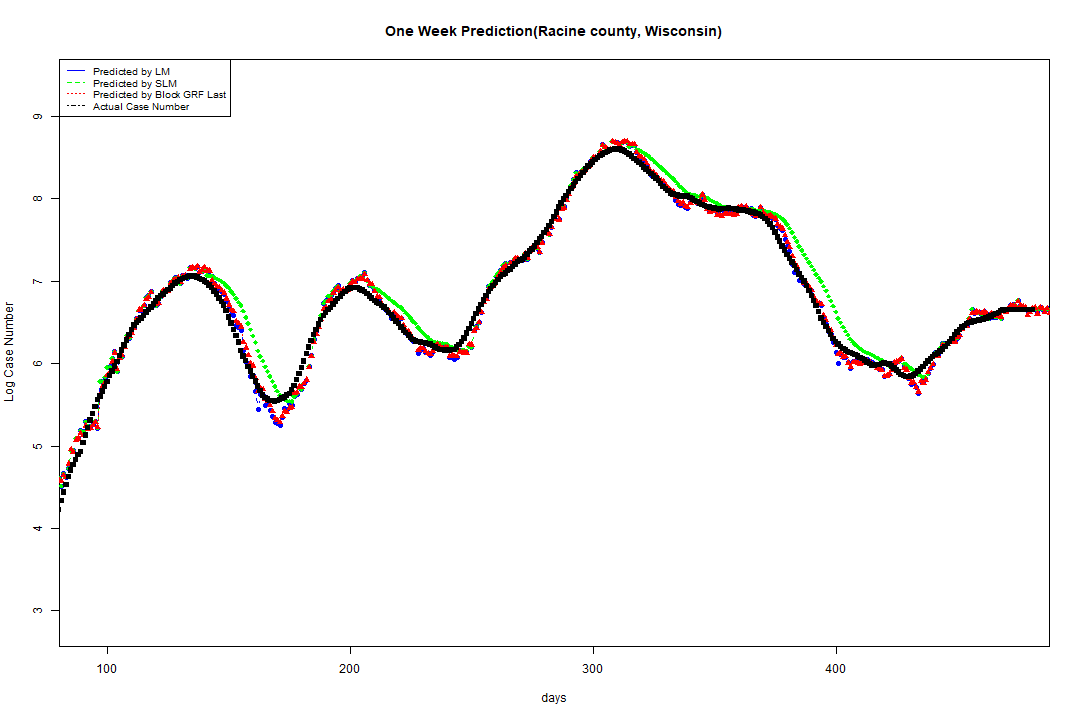 One Week Prediction(Racine county, Wisconsin)
Predicted by LM
Predicted by SLM
Predicted by Block GRF Last
Actual Case Number
9
8
7
6
5
4
3
Log Case Number
100 200 300 400
days